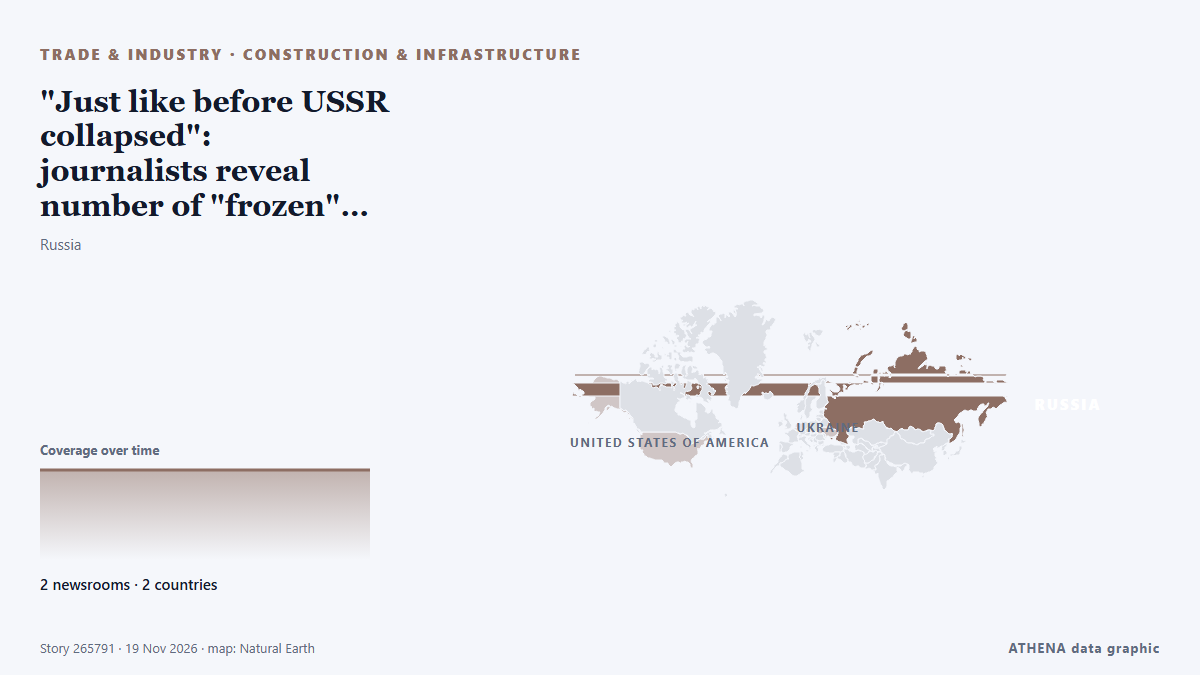 TRADE & INDUSTRY · CONSTRUCTION & INFRASTRUCTURE
"Just like before USSR
collapsed":
journalists reveal
number of "frozen"...
Russia
RUSSIA
UKRAINE
UNITED STATES OF AMERICA
Coverage over time
2 newsrooms · 2 countries
Story 265791 · 19 Nov 2026 · map: Natural Earth
ATHENA data graphic